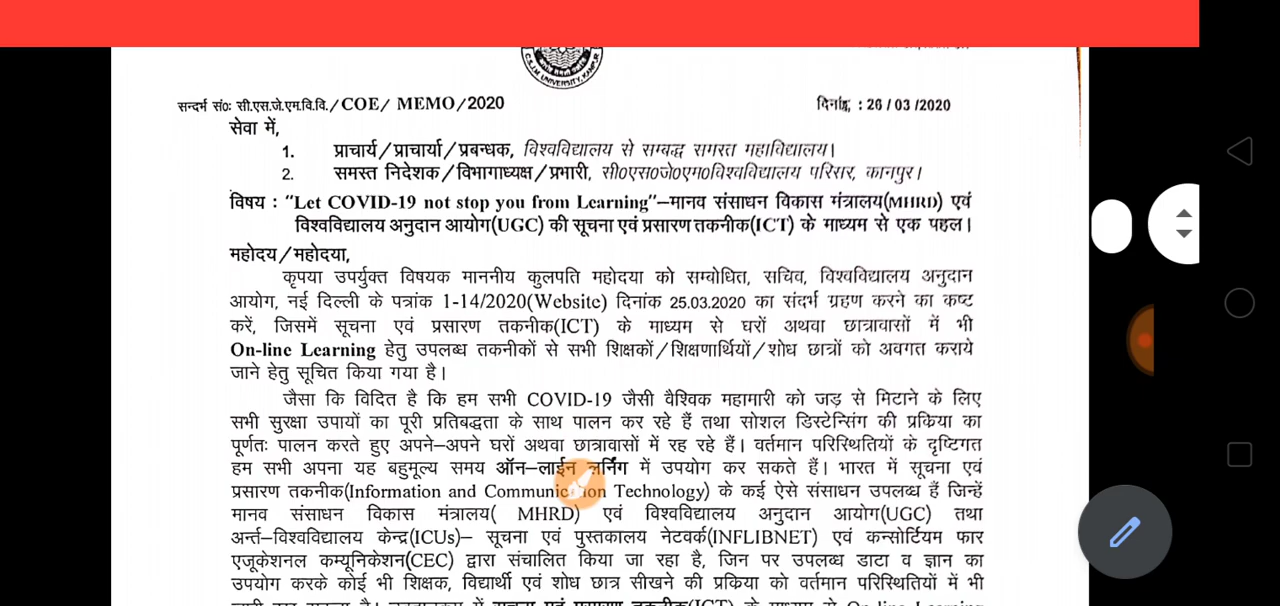 C.S.J.M. UNIVERSITY, KANPUR
सन्दर्भ सं०: सी.एस.जे.एम.वि.वि./COE/ MEMO/2020
दिनांक : 26/03/2020
सेवा में,
1. प्राचार्य/प्राचार्या/प्रबन्धक, विश्वविद्यालय से सम्बद्ध समस्त महाविद्यालय।
2. समस्त निदेशक/विभागाध्यक्ष/प्रभारी, सी0एस0जे0एम0विश्वविद्यालय परिसर, कानपुर।
विषय : "Let COVID-19 not stop you from Learning"–मानव संसाधन विकास मंत्रालय(MHRD) एवं
विश्वविद्यालय अनुदान आयोग(UGC) की सूचना एवं प्रसारण तकनीक(ICT) के माध्यम से एक पहल।
महोदय/महोदया,
कृपया उपर्युक्त विषयक माननीय कुलपति महोदया को सम्बोधित, सचिव, विश्वविद्यालय अनुदान
आयोग, नई दिल्ली के पत्रांक 1-14/2020(Website) दिनांक 25.03.2020 का संदर्भ ग्रहण करने का कष्ट
करें, जिसमें सूचना एवं प्रसारण तकनीक(ICT) के माध्यम से घरों अथवा छात्रावासों में भी
On-line Learning हेतु उपलब्ध तकनीकों से सभी शिक्षकों/शिक्षणार्थियों/शोध छात्रों को अवगत कराये
जाने हेतु सूचित किया गया है।
जैसा कि विदित है कि हम सभी COVID-19 जैसी वैश्विक महामारी को जड़ से मिटाने के लिए
सभी सुरक्षा उपायों का पूरी प्रतिबद्धता के साथ पालन कर रहे हैं तथा सोशल डिस्टेन्सिंग की प्रकिया का
पूर्णतः पालन करते हुए अपने–अपने घरों अथवा छात्रावासों में रह रहे हैं। वर्तमान परिस्थितियों के दृष्टिगत
हम सभी अपना यह बहुमूल्य समय ऑन–लाईन लर्निंग में उपयोग कर सकते हैं। भारत में सूचना एवं
प्रसारण तकनीक(Information and Communication Technology) के कई ऐसे संसाधन उपलब्ध हैं जिन्हें
मानव संसाधन विकास मंत्रालय( MHRD) एवं विश्वविद्यालय अनुदान आयोग(UGC) तथा
अर्न्त–विश्वविद्यालय केन्द्र(ICUs)– सूचना एवं पुस्तकालय नेटवर्क(INFLIBNET) एवं कन्सोर्टियम फार
एजूकेशनल कम्यूनिकेशन(CEC) द्वारा संचालित किया जा रहा है, जिन पर उपलब्ध डाटा व ज्ञान का
उपयोग करके कोई भी शिक्षक, विद्यार्थी एवं शोध छात्र सीखने की प्रकिया को वर्तमान परिस्थितियों में भी